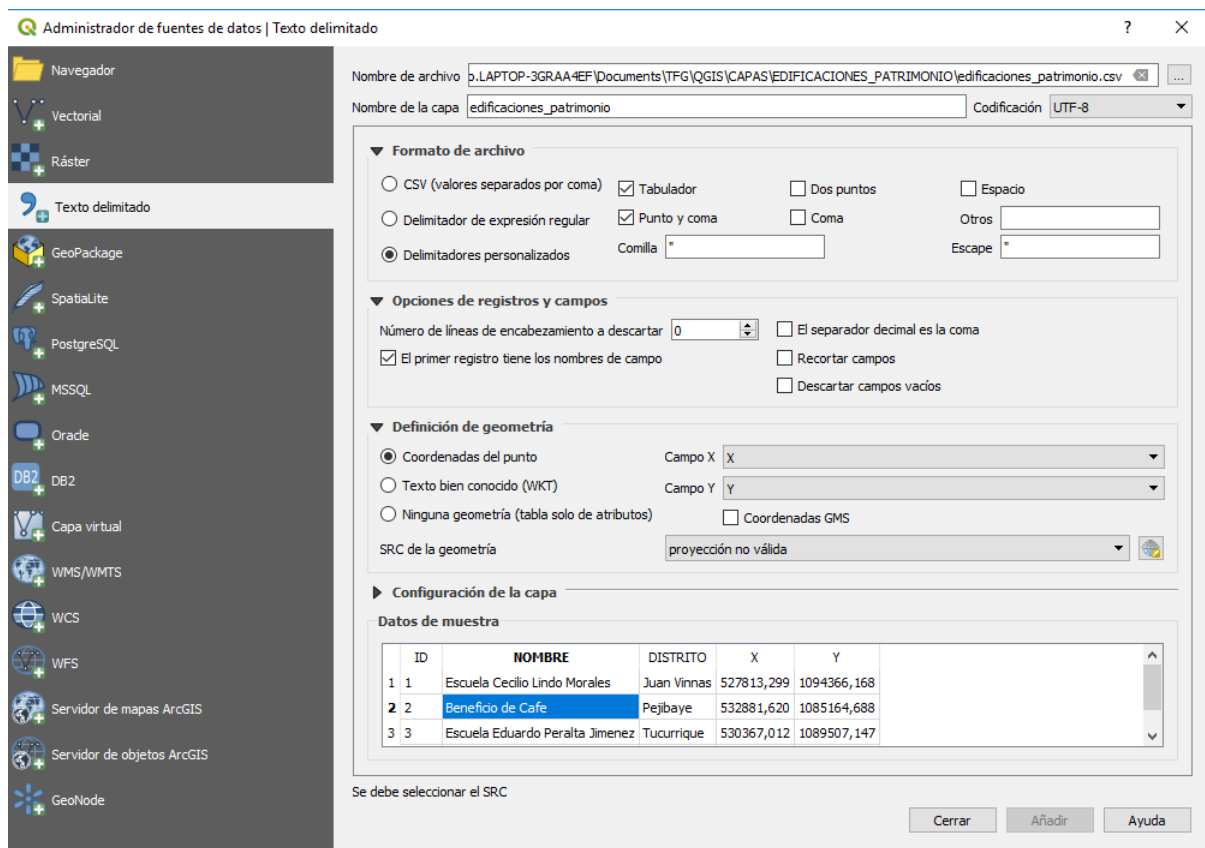 Administrador de fuentes de datos | Texto delimitado ? ×
Navegador
Vectorial
Ráster
Texto delimitado
GeoPackage
SpatiaLite
PostgreSQL
MSSQL
Oracle
DB2 DB2
Capa virtual
WMS/WMTS
WCS
WFS
Servidor de mapas ArcGIS
Servidor de objetos ArcGIS
GeoNode
Nombre de archivo o.LAPTOP-3GRAA4EF\Documents\TFG\QGIS\CAPAS\EDIFICACIONES_PATRIMONIO\edificaciones_patrimonio.csv ...
Nombre de la capa edificaciones_patrimonio Codificación UTF-8
Formato de archivo
CSV (valores separados por coma) Tabulador Dos puntos Espacio
Delimitador de expresión regular Punto y coma Coma Otros
Delimitadores personalizados Comilla " Escape "
Opciones de registros y campos
Número de líneas de encabezamiento a descartar 0 El separador decimal es la coma
El primer registro tiene los nombres de campo Recortar campos
Descartar campos vacíos
Definición de geometría
Coordenadas del punto Campo X X
Texto bien conocido (WKT) Campo Y Y
Ninguna geometría (tabla solo de atributos) Coordenadas GMS
SRC de la geometría proyección no válida
Configuración de la capa
Datos de muestra
ID NOMBRE DISTRITO X Y
1 1 Escuela Cecilio Lindo Morales Juan Vinnas 527813,299 1094366,168
2 2 Beneficio de Cafe Pejibaye 532881,620 1085164,688
3 3 Escuela Eduardo Peralta Jimenez Tucurrique 530367,012 1089507,147
Se debe seleccionar el SRC
Cerrar Añadir Ayuda